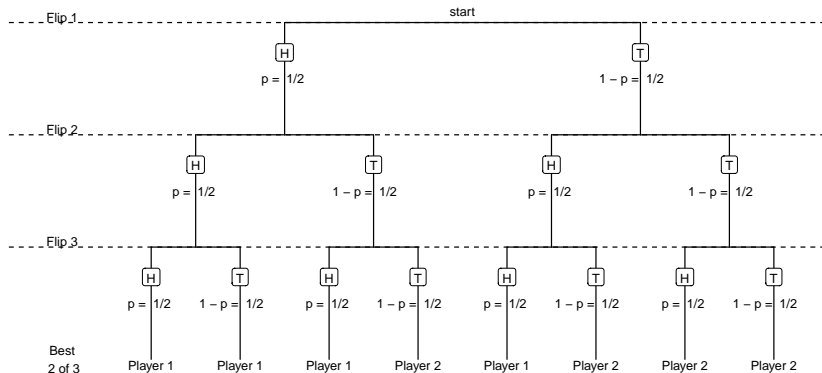 start
Flip 1
H T
p = 1/2 1 − p = 1/2
Flip 2
H T H T
p = 1/2 1 − p = 1/2 p = 1/2 1 − p = 1/2
Flip 3
H T H T H T H T
p = 1/2 1 − p = 1/2 p = 1/2 1 − p = 1/2 p = 1/2 1 − p = 1/2 p = 1/2 1 − p = 1/2
Best
2 of 3 Player 1 Player 1 Player 1 Player 2 Player 1 Player 2 Player 2 Player 2